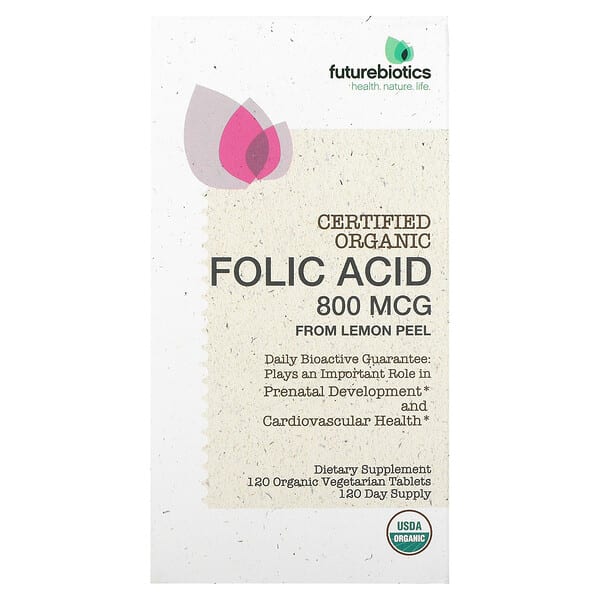 futurebiotics
health. nature. life.
CERTIFIED
ORGANIC
FOLIC ACID
800 MCG
FROM LEMON PEEL
Daily Bioactive Guarantee:
Plays an Important Role in
Prenatal Development*
and
Cardiovascular Health*
Dietary Supplement
120 Organic Vegetarian Tablets
120 Day Supply
USDA
ORGANIC